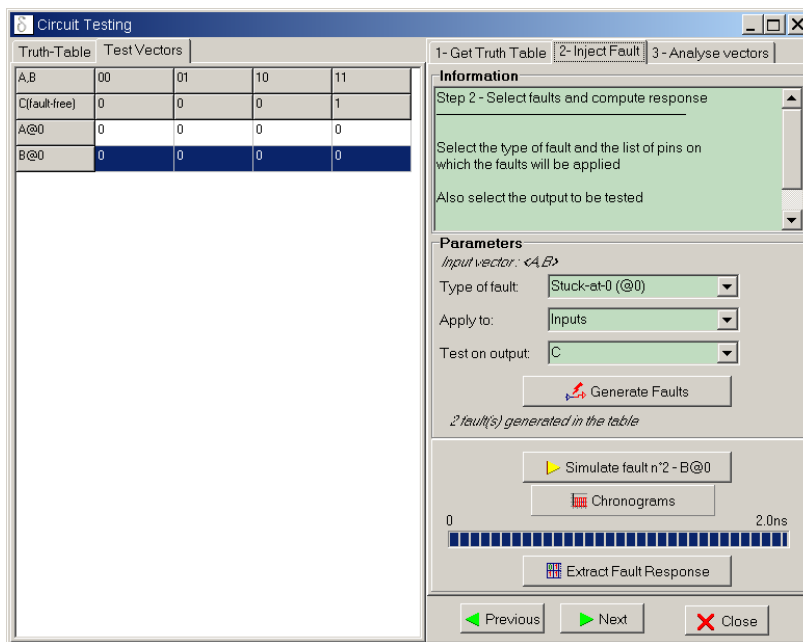 Circuit Testing
Truth-Table Test Vectors
A,B 00 01 10 11
C(fault-free) 0 0 0 1
A@0 0 0 0 0
B@0 0 0 0 0
1- Get Truth Table 2- Inject Fault 3 - Analyse vectors
Information
Step 2 - Select faults and compute response
Select the type of fault and the list of pins on
which the faults will be applied
Also select the output to be tested
Parameters
Input vector : <A,B>
Type of fault: Stuck-at-0 (@0)
Apply to: Inputs
Test on output: C
Generate Faults
2 fault(s) generated in the table
Simulate fault n°2 - B@0
Chronograms
0 2.0ns
Extract Fault Response
Previous Next Close